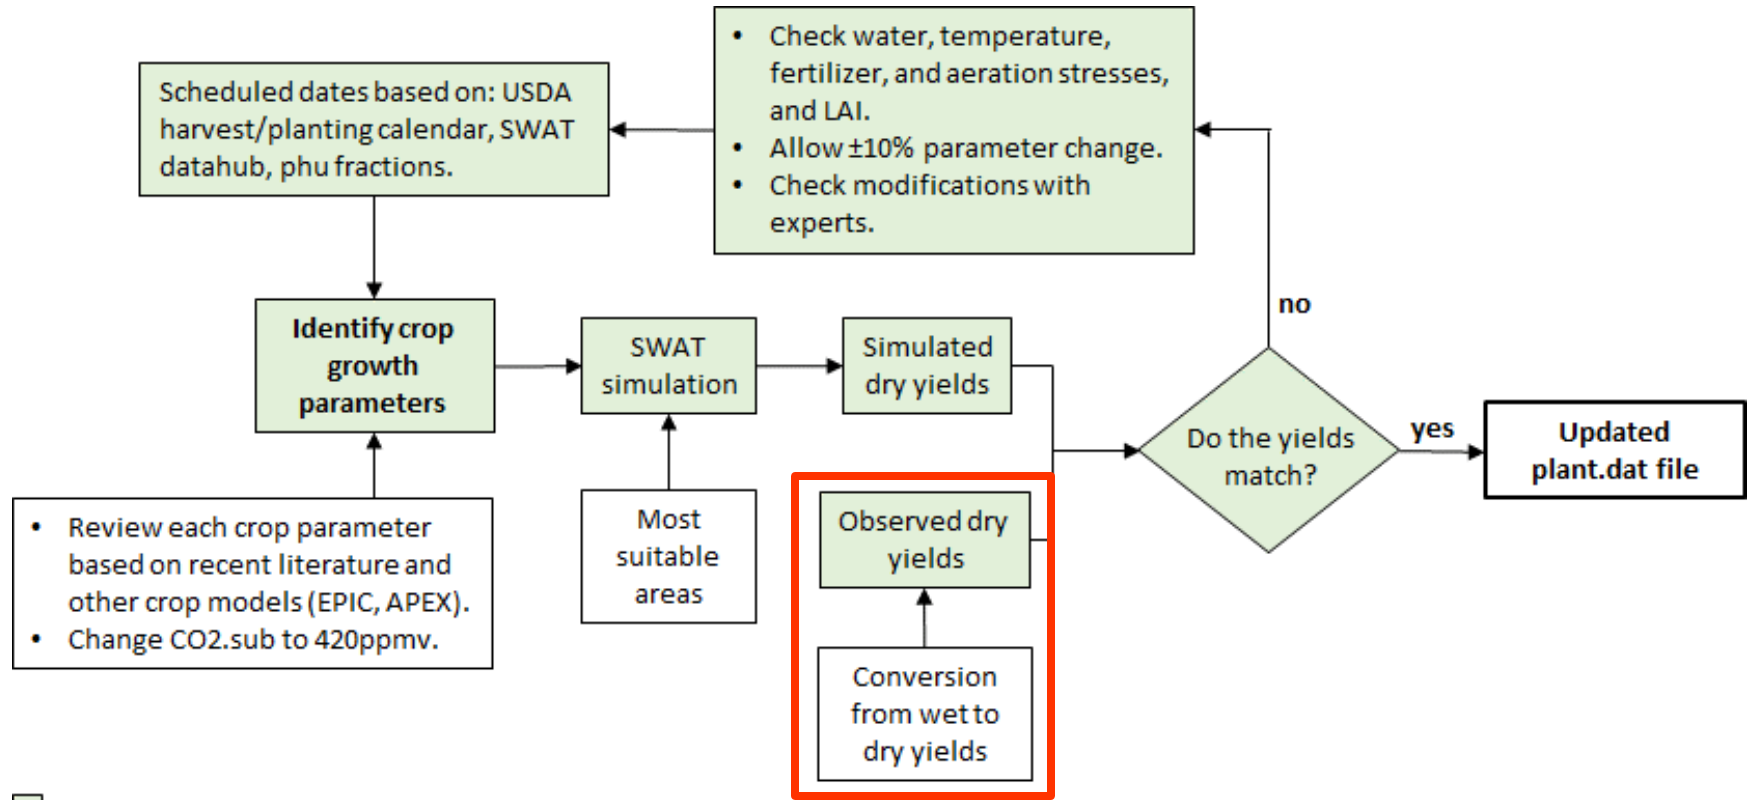 • Check water, temperature,
fertilizer, and aeration stresses,
and LAI.
• Allow ±10% parameter change.
• Check modifications with
experts.
Scheduled dates based on: USDA
harvest/planting calendar, SWAT
datahub, phu fractions.
no
Identify crop
growth
parameters
SWAT
simulation
Simulated
dry yields
Do the yields
match?
yes
Updated
plant.dat file
• Review each crop parameter
based on recent literature and
other crop models (EPIC, APEX).
• Change CO2.sub to 420ppmv.
Most
suitable
areas
Observed dry
yields
Conversion
from wet to
dry yields